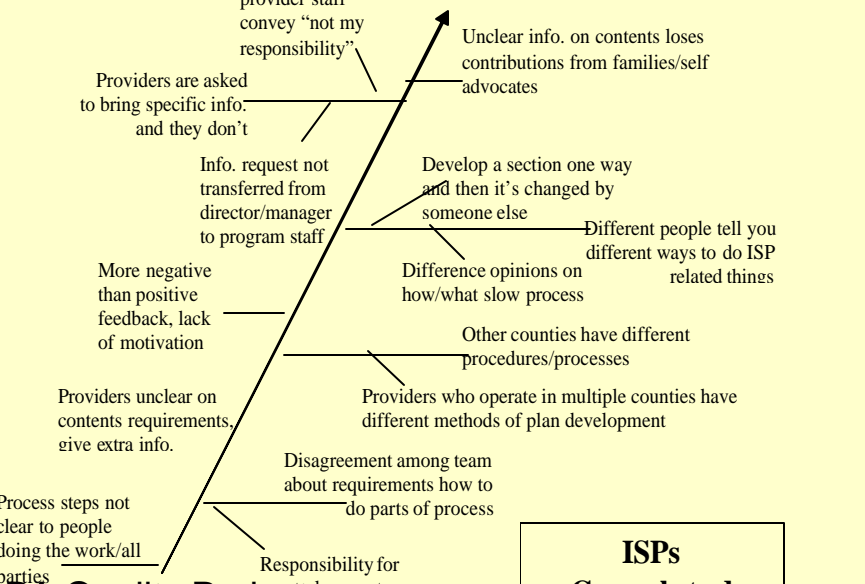 provider staff
convey “not my
responsibility”
Unclear info. on contents loses
contributions from families/self
advocates
Providers are asked
to bring specific info.
and they don’t
Info. request not
transferred from
director/manager
to program staff
Develop a section one way
and then it’s changed by
someone else
Different people tell you
different ways to do ISP
related things
Difference opinions on
how/what slow process
More negative
than positive
feedback, lack
of motivation
Other counties have different
procedures/processes
Providers who operate in multiple counties have
different methods of plan development
Providers unclear on
contents requirements,
give extra info.
Disagreement among team
about requirements how to
do parts of process
Process steps not
clear to people
doing the work/all
parties
Responsibility for
ISPs